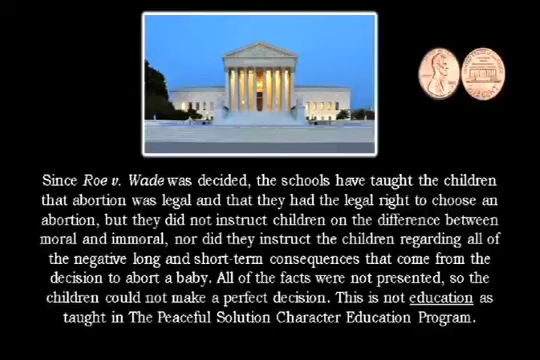 Since Roe v. Wade was decided, the schools have taught the children
that abortion was legal and that they had the legal right to choose an
abortion, but they did not instruct children on the difference between
moral and immoral, nor did they instruct the children regarding all of
the negative long and short-term consequences that come from the
decision to abort a baby. All of the facts were not presented, so the
children could not make a perfect decision. This is not education as
taught in The Peaceful Solution Character Education Program.